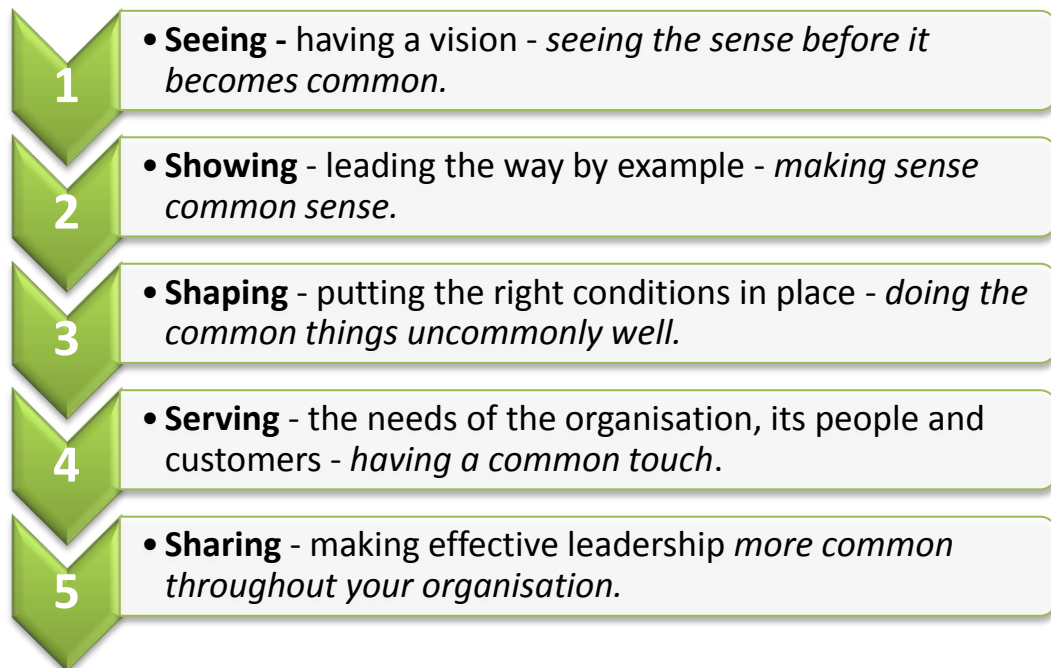 1
• Seeing - having a vision - seeing the sense before it
becomes common.
2
• Showing - leading the way by example - making sense
common sense.
3
• Shaping - putting the right conditions in place - doing the
common things uncommonly well.
4
• Serving - the needs of the organisation, its people and
customers - having a common touch.
5
• Sharing - making effective leadership more common
throughout your organisation.